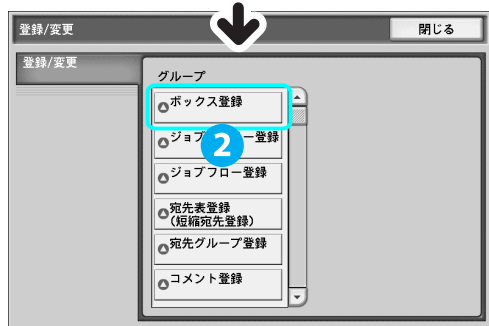 登録/変更
閉じる
登録/変更
グループ
ボックス登録
ジョブ
ー登録
2
ジョブフロー登録
宛先表登録
(短縮宛先登録)
宛先グループ登録
コメント登録